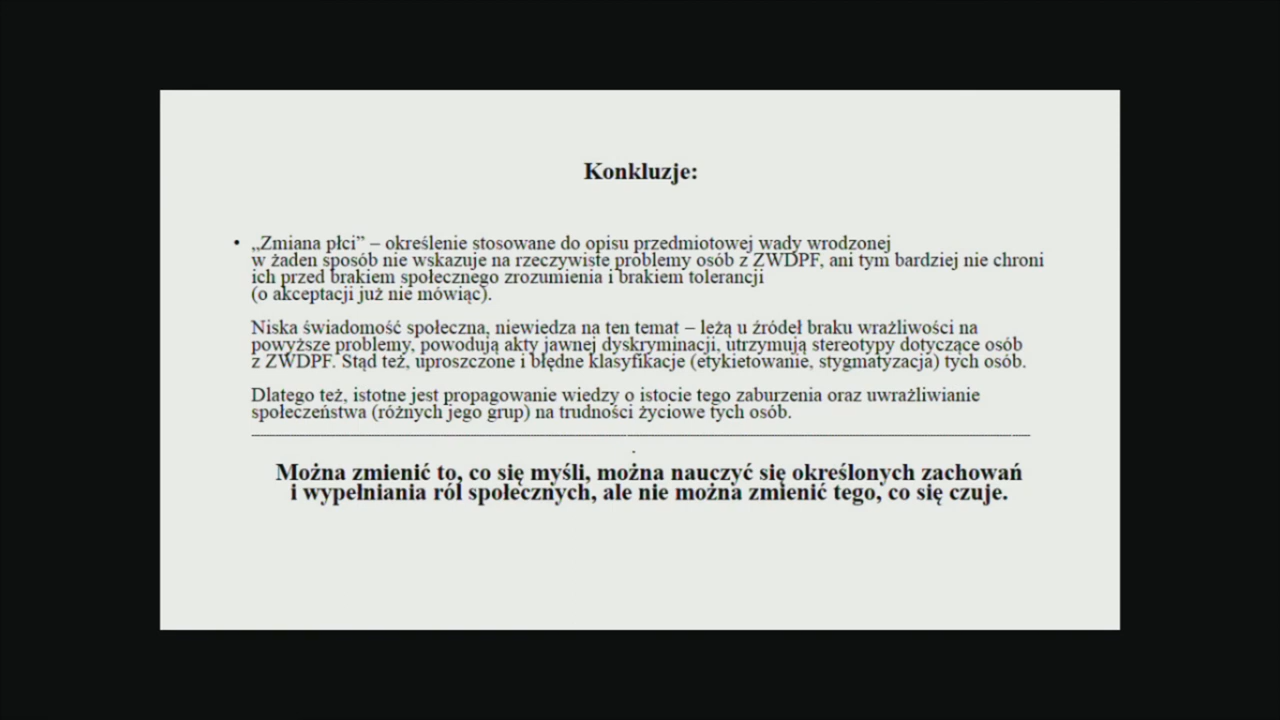 Konkluzje:
• „Zmiana płci” – określenie stosowane do opisu przedmiotowej wady wrodzonej
w żaden sposób nie wskazuje na rzeczywiste problemy osób z ZWDPF, ani tym bardziej nie chroni
ich przed brakiem społecznego zrozumienia i brakiem tolerancji
(o akceptacji już nie mówiąc).
Niska świadomość społeczna, niewiedza na ten temat – leżą u źródeł braku wrażliwości na
powyższe problemy, powodują akty jawnej dyskryminacji, utrzymują stereotypy dotyczące osób
z ZWDPF. Stąd też, uproszczone i błędne klasyfikacje (etykietowanie, stygmatyzacja) tych osób.
Dlatego też, istotne jest propagowanie wiedzy o istocie tego zaburzenia oraz uwrażliwianie
społeczeństwa (różnych jego grup) na trudności życiowe tych osób.
.
Można zmienić to, co się myśli, można nauczyć się określonych zachowań
i wypełniania ról społecznych, ale nie można zmienić tego, co się czuje.